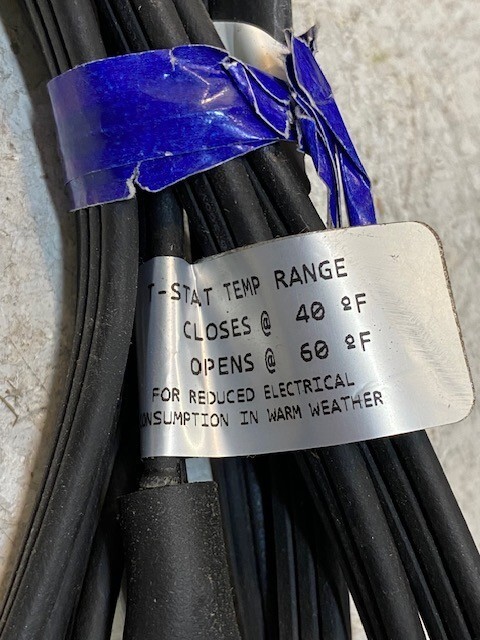 T-STAT TEMP RANGE
CLOSES @ 40 ºF
OPENS @ 60 ºF
FOR REDUCED ELECTRICAL
ONSUMPTION IN WARM WEATHER